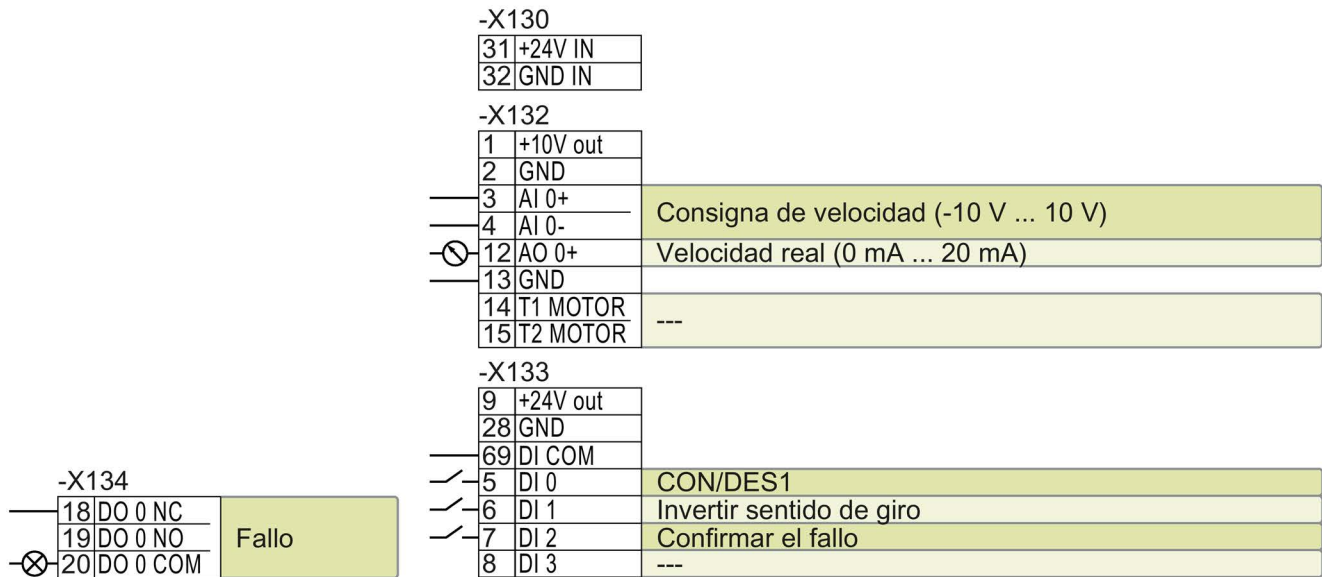 -X130
31 +24V IN
32 GND IN
-X132
1 +10V out
2 GND
3 AI 0+
4 AI 0-
Consigna de velocidad (-10 V ... 10 V)
12 AO 0+ Velocidad real (0 mA ... 20 mA)
13 GND
14 T1 MOTOR
15 T2 MOTOR
---
-X133
9 +24V out
28 GND
69 DI COM
5 DI 0 CON/DES1
6 DI 1 Invertir sentido de giro
7 DI 2 Confirmar el fallo
8 DI 3 ---
-X134
18 DO 0 NC
19 DO 0 NO
20 DO 0 COM
Fallo